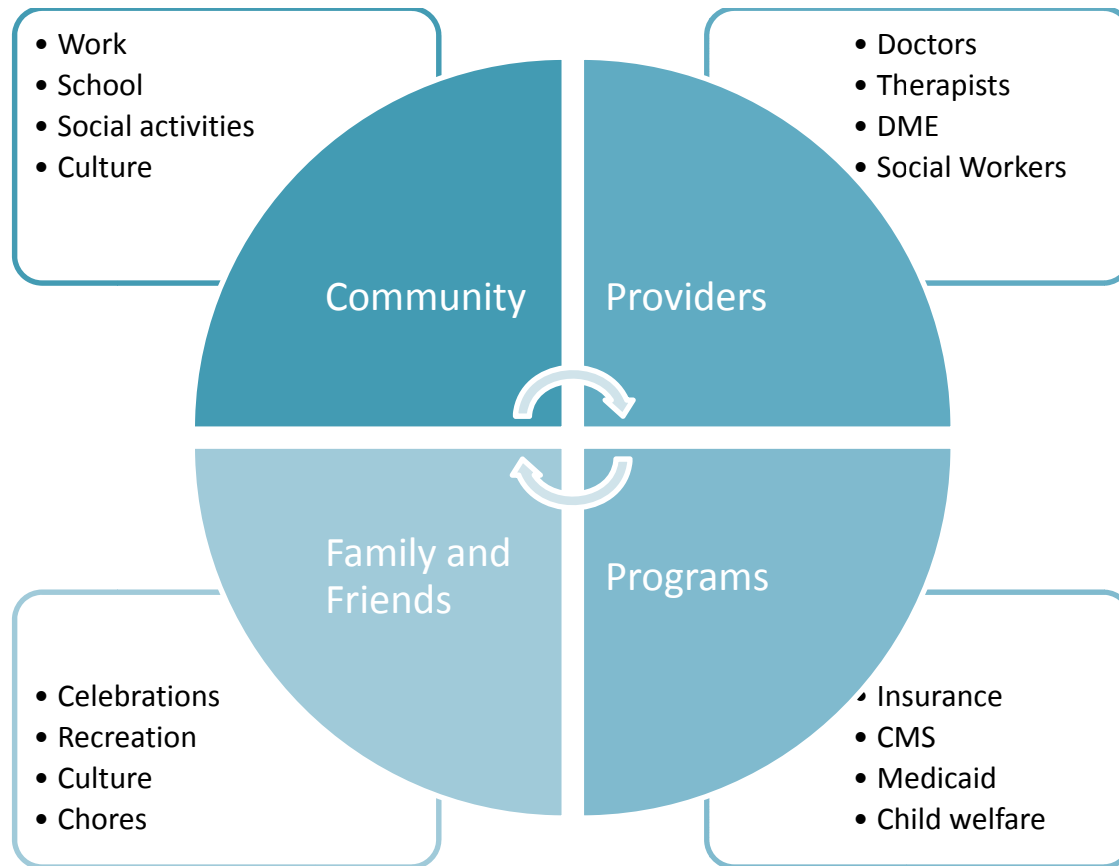 • Work
• School
• Social activities
• Culture
• Doctors
• Therapists
• DME
• Social Workers
Community
Providers
Family and
Friends
Programs
• Celebrations
• Recreation
• Culture
• Chores
• Insurance
• CMS
• Medicaid
• Child welfare